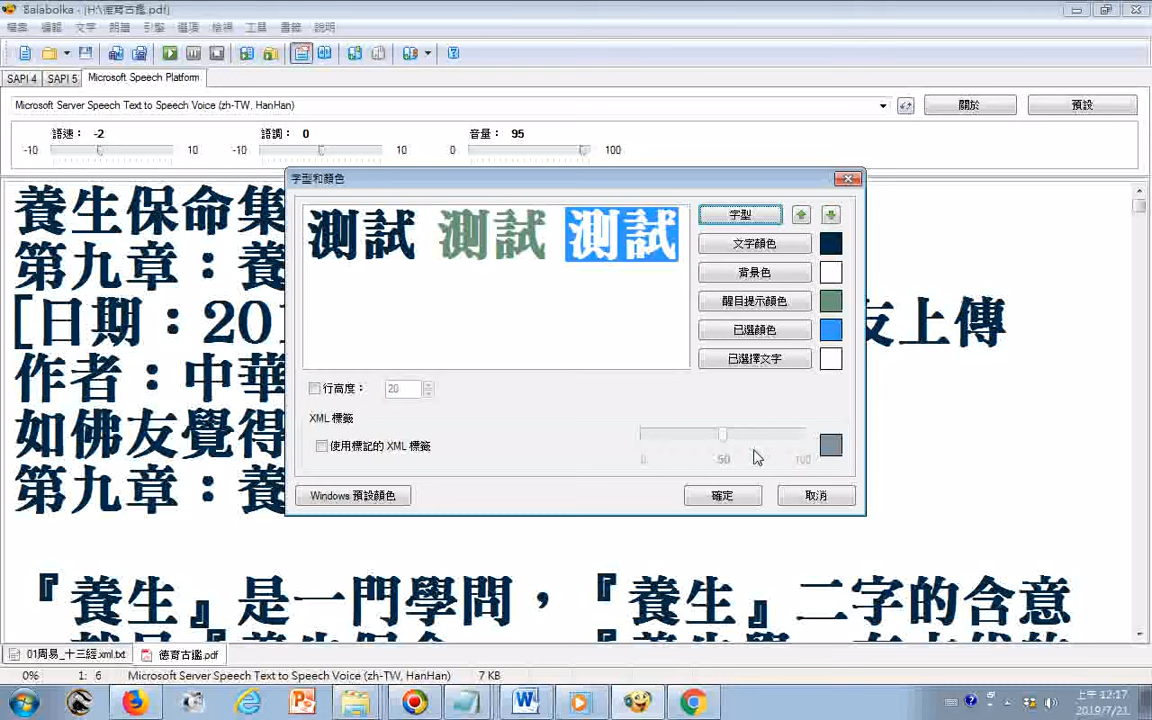 Balabolka - [H:\德育古鑑.pdf]
檔案 編輯 文字 朗讀 引擎 選項 檢視 工具 書籤 說明
SAPI 4 SAPI 5 Microsoft Speech Platform
Microsoft Server Speech Text to Speech Voice (zh-TW, HanHan) 關於 預設
語速： -2 語調： 0 音量： 95
-10 10 -10 10 0 100
養生保命集
第九章：養
[日期：201 友上傳
作者：中華
如佛友覺得
第九章：養
『養生』是一門學問，『養生』二字的含意
字型和顏色
測試 測試 測試
字型
文字顏色
背景色
醒目提示顏色
已選顏色
已選擇文字
行高度： 20
XML 標籤
使用標記的 XML 標籤
0 50 100
Windows 預設顏色 確定 取消
01周易_十三經.xml.txt 德育古鑑.pdf
0% 1: 6 Microsoft Server Speech Text to Speech Voice (zh-TW, HanHan) 7 KB
上午 12:17
2019/7/21